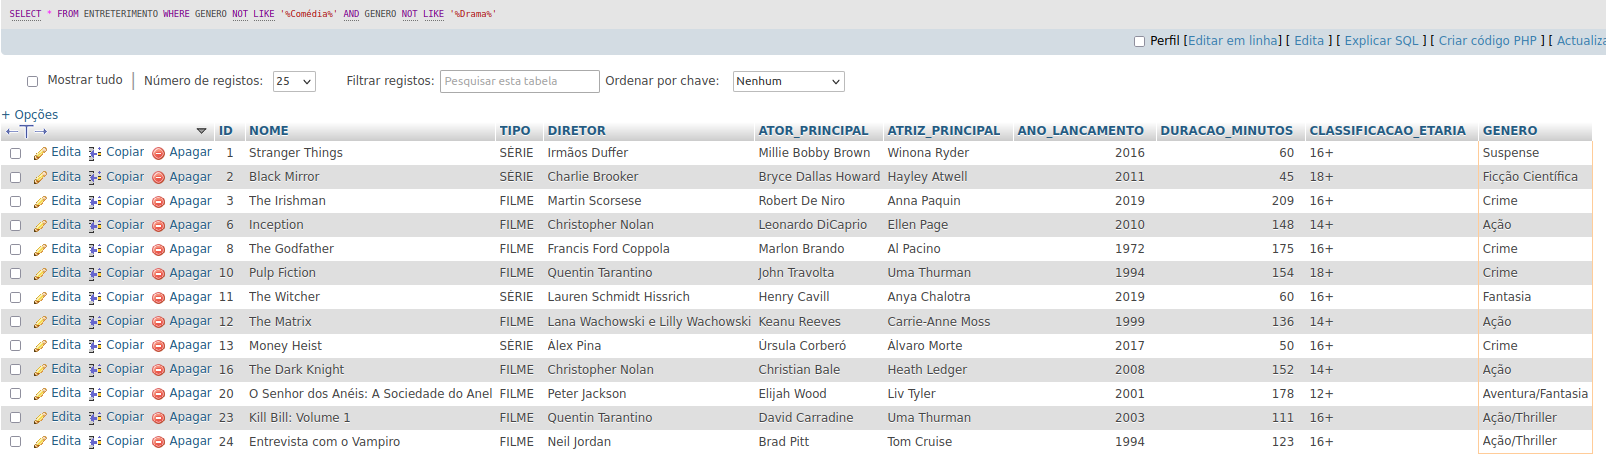 SELECT * FROM ENTRETERIMENTO WHERE GENERO NOT LIKE '%Comédia%' AND GENERO NOT LIKE '%Drama%'
Perfil [Editar em linha] [ Edita ] [ Explicar SQL ] [ Criar código PHP ] [ Actualiza
Mostrar tudo Número de registos: 25 Filtrar registos: Pesquisar esta tabela Ordenar por chave: Nenhum
+ Opções
←T→ ID NOME TIPO DIRETOR ATOR_PRINCIPAL ATRIZ_PRINCIPAL ANO_LANCAMENTO DURACAO_MINUTOS CLASSIFICACAO_ETARIA GENERO
Edita Copiar Apagar 1 Stranger Things SÉRIE Irmãos Duffer Millie Bobby Brown Winona Ryder 2016 60 16+ Suspense
Edita Copiar Apagar 2 Black Mirror SÉRIE Charlie Brooker Bryce Dallas Howard Hayley Atwell 2011 45 18+ Ficção Científica
Edita Copiar Apagar 3 The Irishman FILME Martin Scorsese Robert De Niro Anna Paquin 2019 209 16+ Crime
Edita Copiar Apagar 6 Inception FILME Christopher Nolan Leonardo DiCaprio Ellen Page 2010 148 14+ Ação
Edita Copiar Apagar 8 The Godfather FILME Francis Ford Coppola Marlon Brando Al Pacino 1972 175 16+ Crime
Edita Copiar Apagar 10 Pulp Fiction FILME Quentin Tarantino John Travolta Uma Thurman 1994 154 18+ Crime
Edita Copiar Apagar 11 The Witcher SÉRIE Lauren Schmidt Hissrich Henry Cavill Anya Chalotra 2019 60 16+ Fantasia
Edita Copiar Apagar 12 The Matrix FILME Lana Wachowski e Lilly Wachowski Keanu Reeves Carrie-Anne Moss 1999 136 14+ Ação
Edita Copiar Apagar 13 Money Heist SÉRIE Álex Pina Úrsula Corberó Álvaro Morte 2017 50 16+ Crime
Edita Copiar Apagar 16 The Dark Knight FILME Christopher Nolan Christian Bale Heath Ledger 2008 152 14+ Ação
Edita Copiar Apagar 20 O Senhor dos Anéis: A Sociedade do Anel FILME Peter Jackson Elijah Wood Liv Tyler 2001 178 12+ Aventura/Fantasia
Edita Copiar Apagar 23 Kill Bill: Volume 1 FILME Quentin Tarantino David Carradine Uma Thurman 2003 111 16+ Ação/Thriller
Edita Copiar Apagar 24 Entrevista com o Vampiro FILME Neil Jordan Brad Pitt Tom Cruise 1994 123 16+ Ação/Thriller